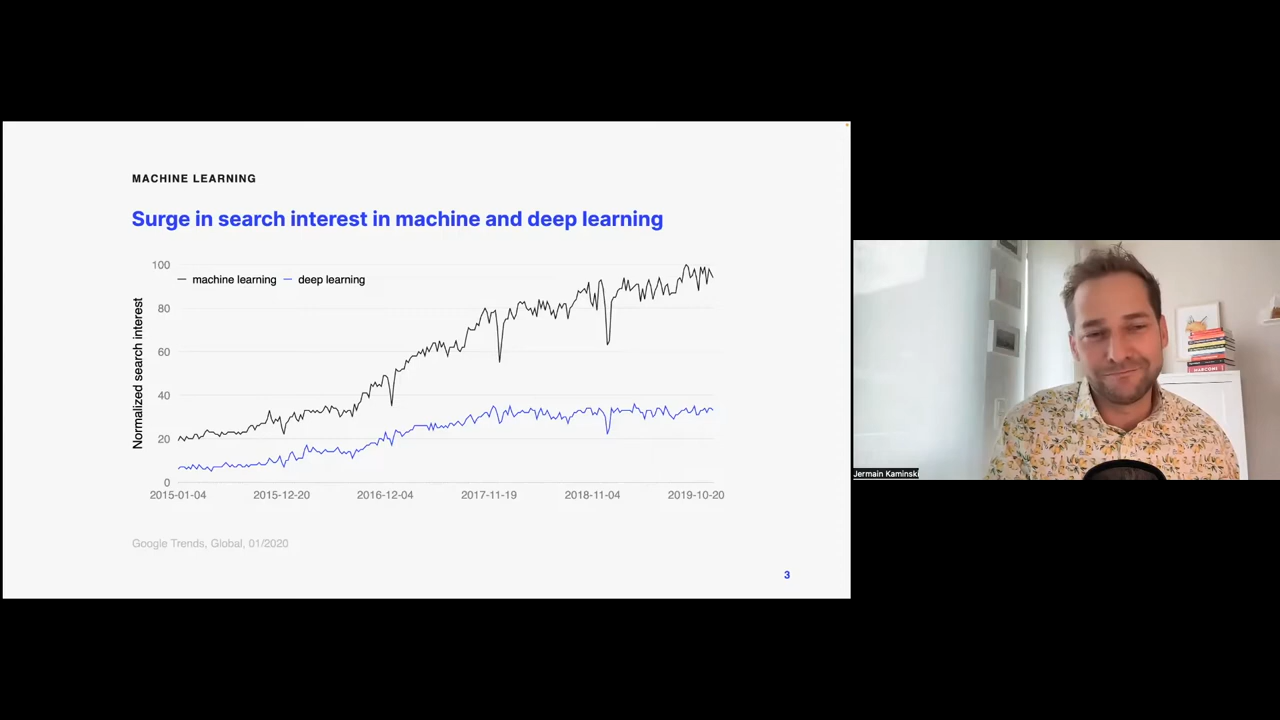 MACHINE LEARNING
Surge in search interest in machine and deep learning
machine learning deep learning
Normalized search interest
100
80
60
40
20
0
2015-01-04 2015-12-20 2016-12-04 2017-11-19 2018-11-04 2019-10-20
Google Trends, Global, 01/2020
3
MARCONI
Jermain Kaminski